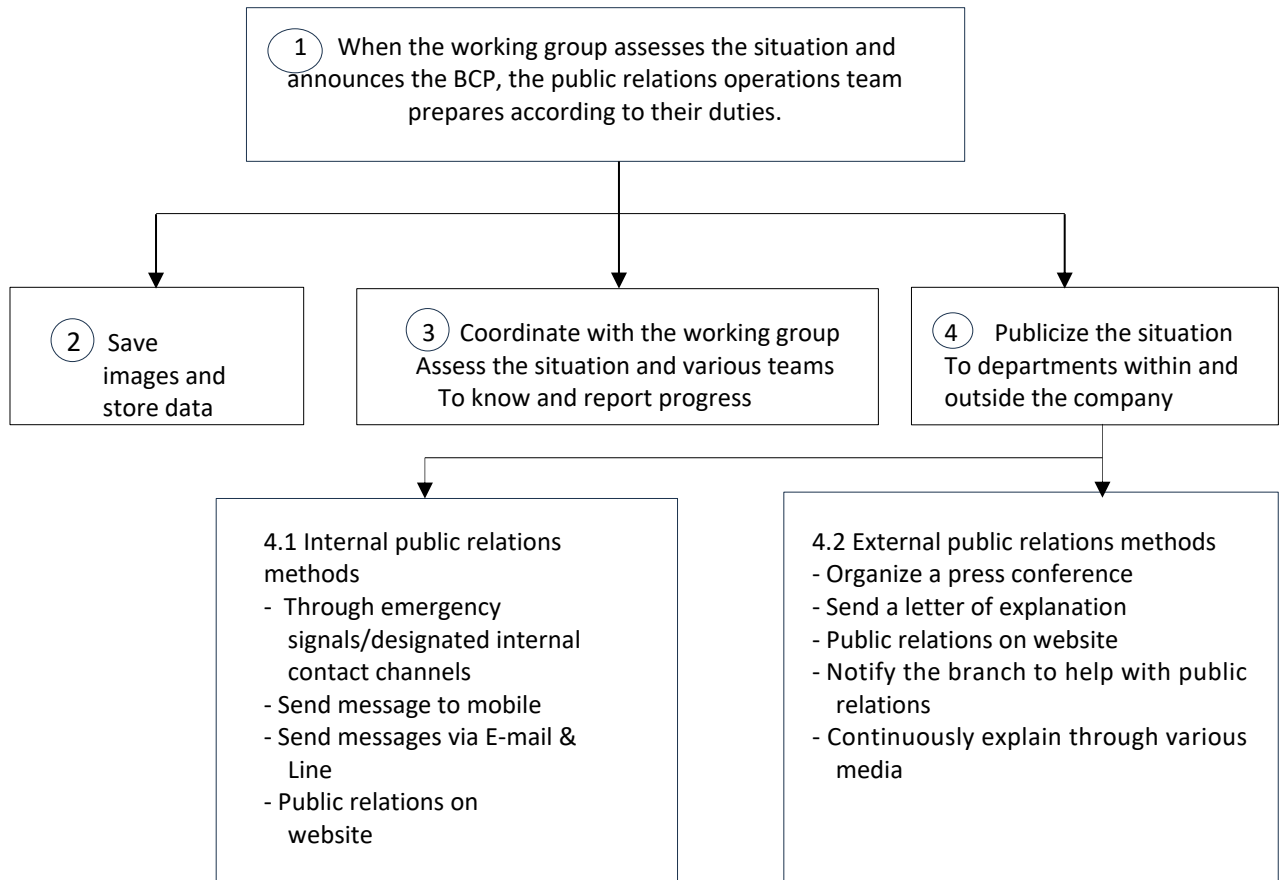 1 When the working group assesses the situation and
announces the BCP, the public relations operations team
prepares according to their duties.
2 Save
images and
store data
3 Coordinate with the working group
Assess the situation and various teams
To know and report progress
4 Publicize the situation
To departments within and
outside the company
4.1 Internal public relations
methods
- Through emergency
signals/designated internal
contact channels
- Send message to mobile
- Send messages via E-mail &
Line
- Public relations on
website
4.2 External public relations methods
- Organize a press conference
- Send a letter of explanation
- Public relations on website
- Notify the branch to help with public
relations
- Continuously explain through various
media